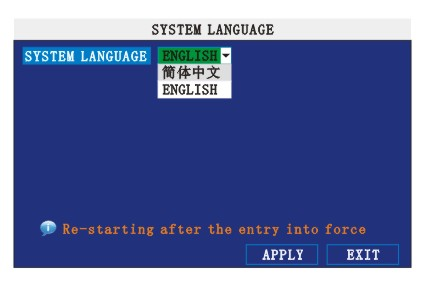 SYSTEM LANGUAGE
SYSTEM LANGUAGE ENGLISH
简体中文
ENGLISH
Re-starting after the entry into force
APPLY EXIT